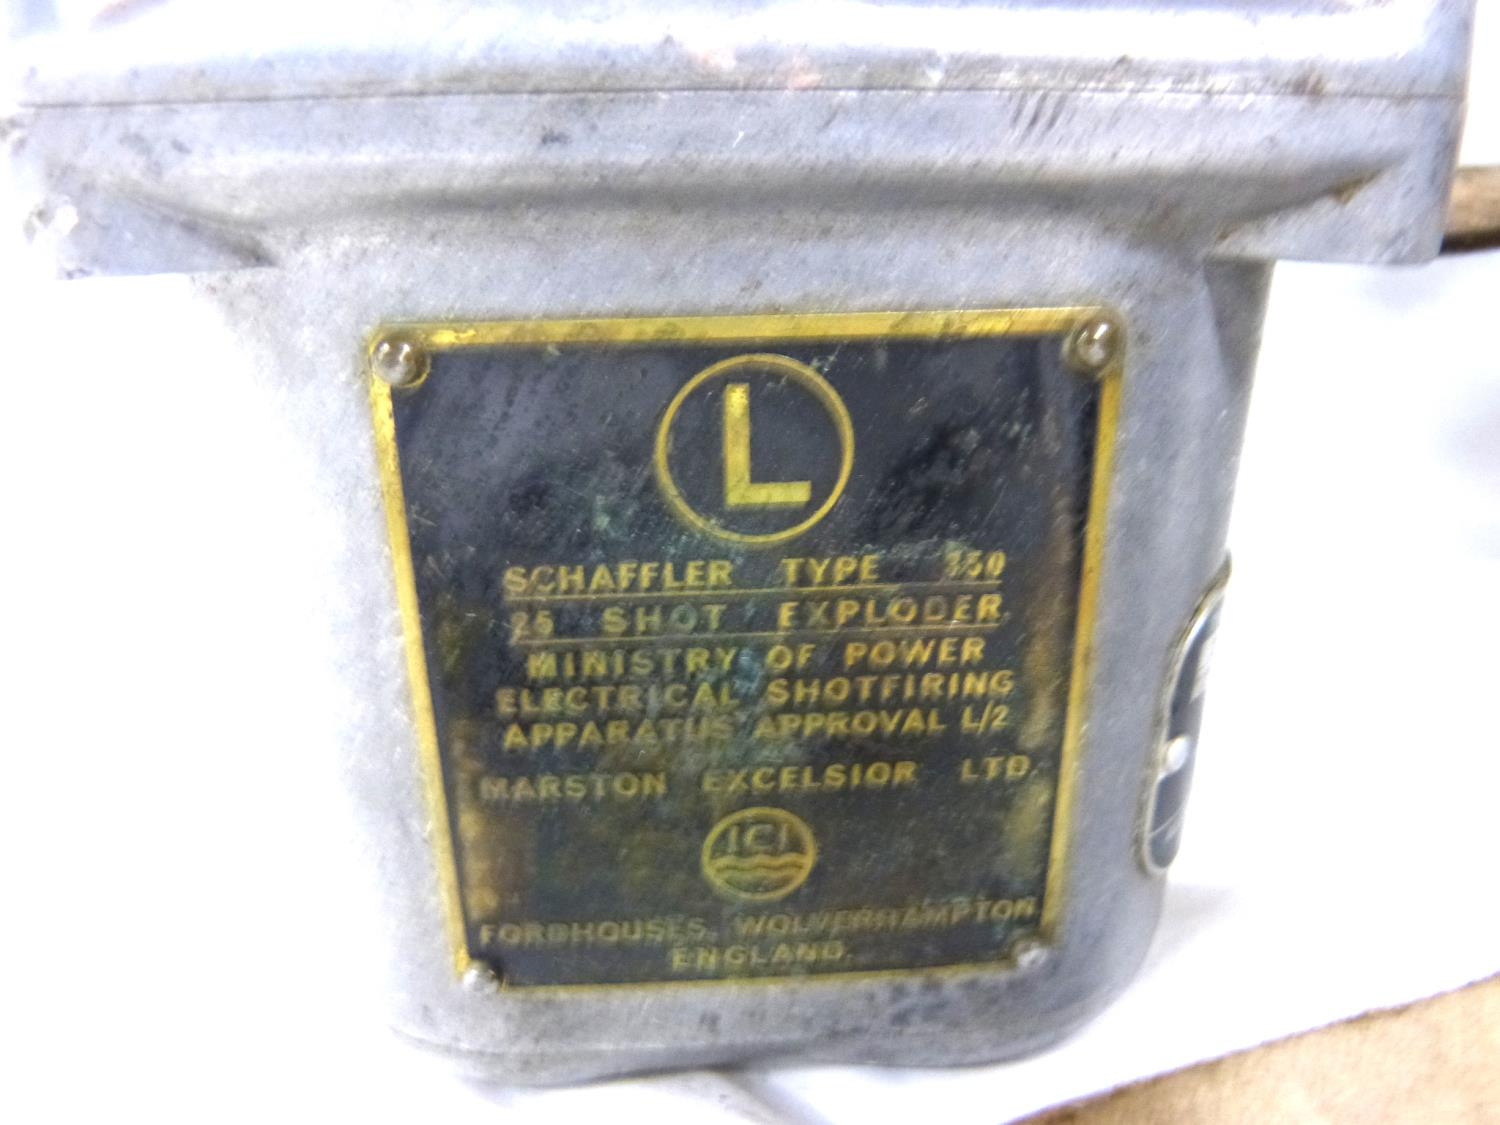 L
SCHAFFLER TYPE 350
25 SHOT EXPLODER
MINISTRY OF POWER
ELECTRICAL SHOTFIRING
APPARATUS APPROVAL L/2
MARSTON EXCELSIOR LTD.
ICI
FORDHOUSES, WOLVERHAMPTON
ENGLAND.